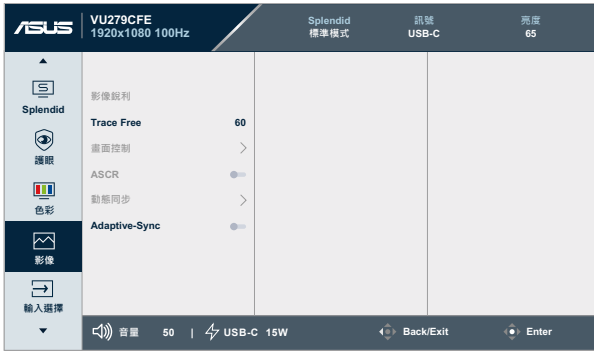 ASUS
VU279CFE
1920x1080 100Hz
Splendid
標準模式
訊號
USB-C
亮度
65
Splendid
護眼
色彩
影像
輸入選擇
影像銳利
Trace Free 60
畫面控制
ASCR
動態同步
Adaptive-Sync
音量 50 | USB-C 15W
Back/Exit
Enter